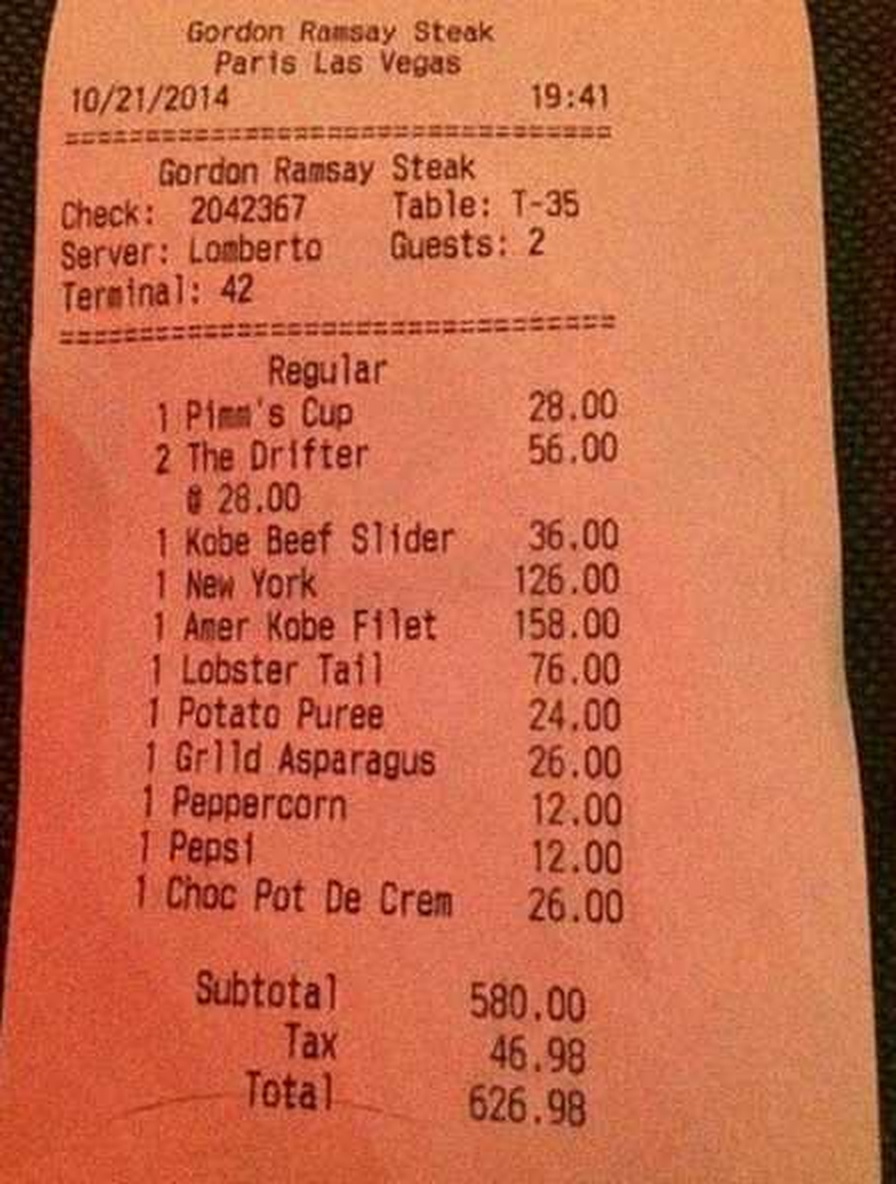 Gordon Ramsay Steak
Paris Las Vegas
10/21/2014 19:41
==================================
Gordon Ramsay Steak
Check: 2042367 Table: T-35
Server: Lomberto Guests: 2
Terminal: 42
==================================
Regular
1 Pimm's Cup 28.00
2 The Drifter 56.00
@ 28.00
1 Kobe Beef Slider 36.00
1 New York 126.00
1 Amer Kobe Filet 158.00
1 Lobster Tail 76.00
1 Potato Puree 24.00
1 Grlld Asparagus 26.00
1 Peppercorn 12.00
1 Pepsi 12.00
1 Choc Pot De Crem 26.00
Subtotal 580.00
Tax 46.98
Total 626.98